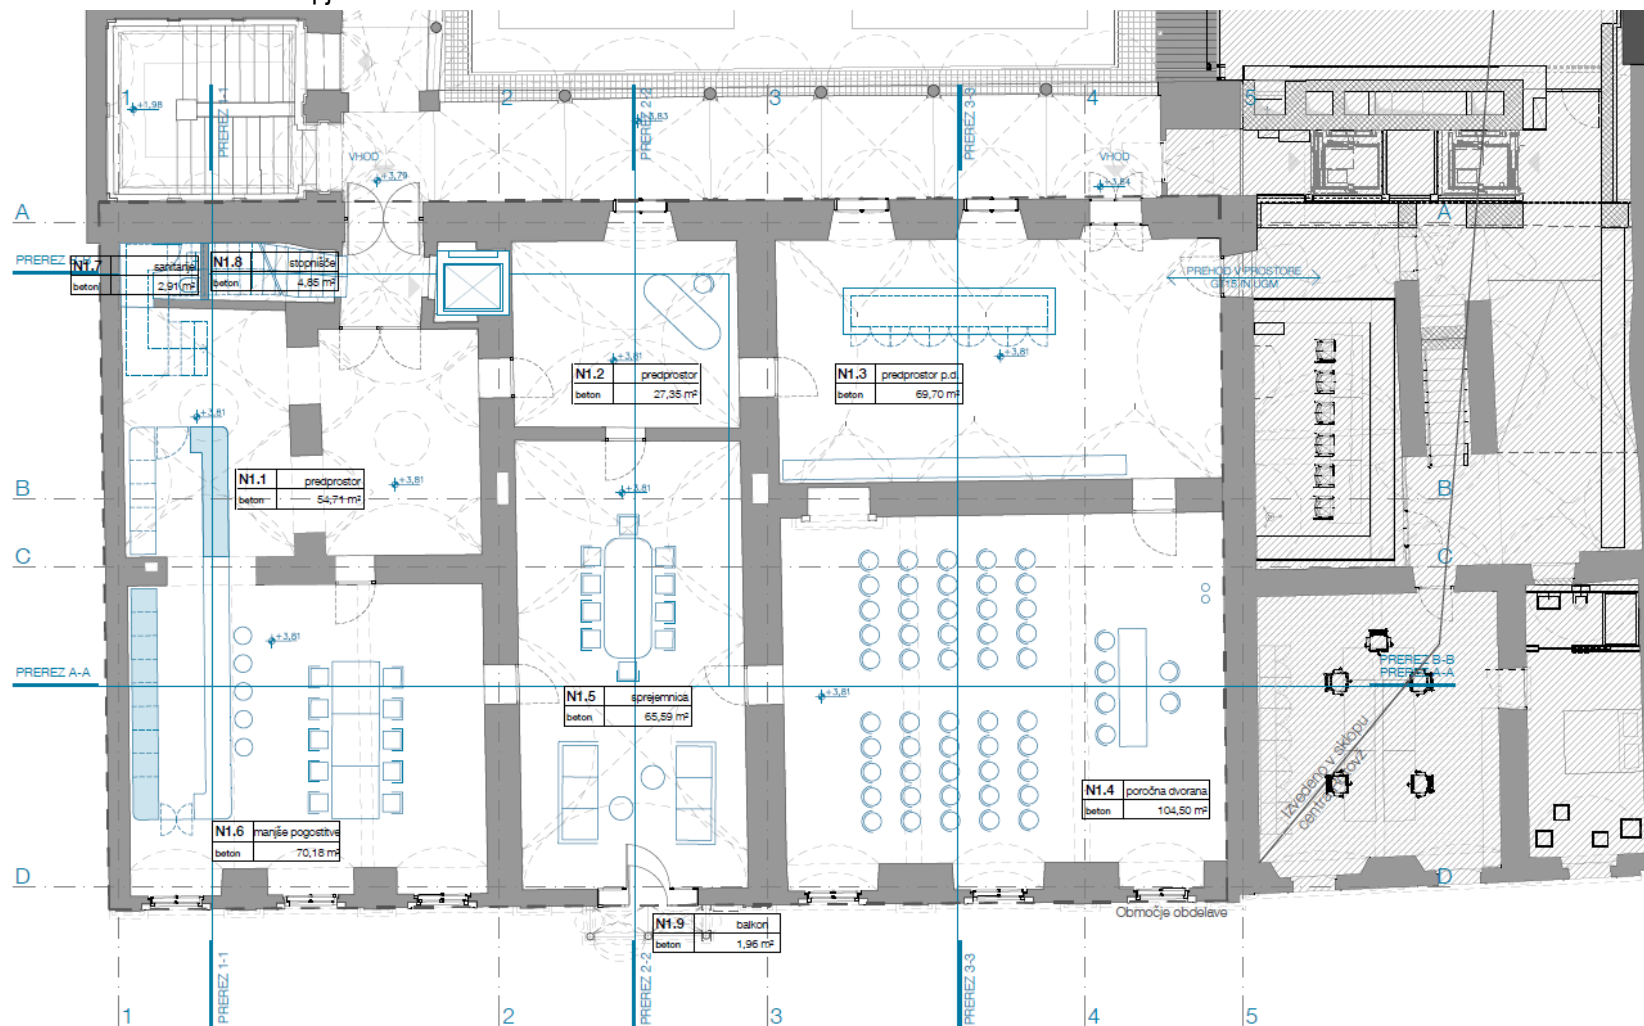 1
2
3
4
5
PREREZ 1-1
PREREZ 2-2
PREREZ 3-3
+1,98
+3,83
VHOD
+3,79
VHOD
+3,84
A
A
PREREZ
N1.7 sanitarije
beton 2,91 m²
N1.8 stopnišče
beton 4,85 m²
PREHOD V PROSTORE
GT15 IN UGM
+3,81
+3,81
N1.2 predprostor
beton 27,35 m²
N1.3 predprostor p.d.
beton 69,70 m²
+3,81
+3,81
N1.1 predprostor
beton 54,71 m²
+3,81
B
B
C
C
+3,81
PREREZ A-A
PREREZ B-B
PREREZ A-A
+3,81
N1.5 sprejemnica
beton 65,59 m²
Izvedeno v sklopu
N1.4 poročna dvorana
beton 104,50 m²
N1.6 manjše pogostitve
beton 70,18 m²
D
D
Območje obdelave
N1.9 balkon
beton 1,96 m²
PREREZ 1-1
PREREZ 2-2
PREREZ 3-3
1
2
3
4
5